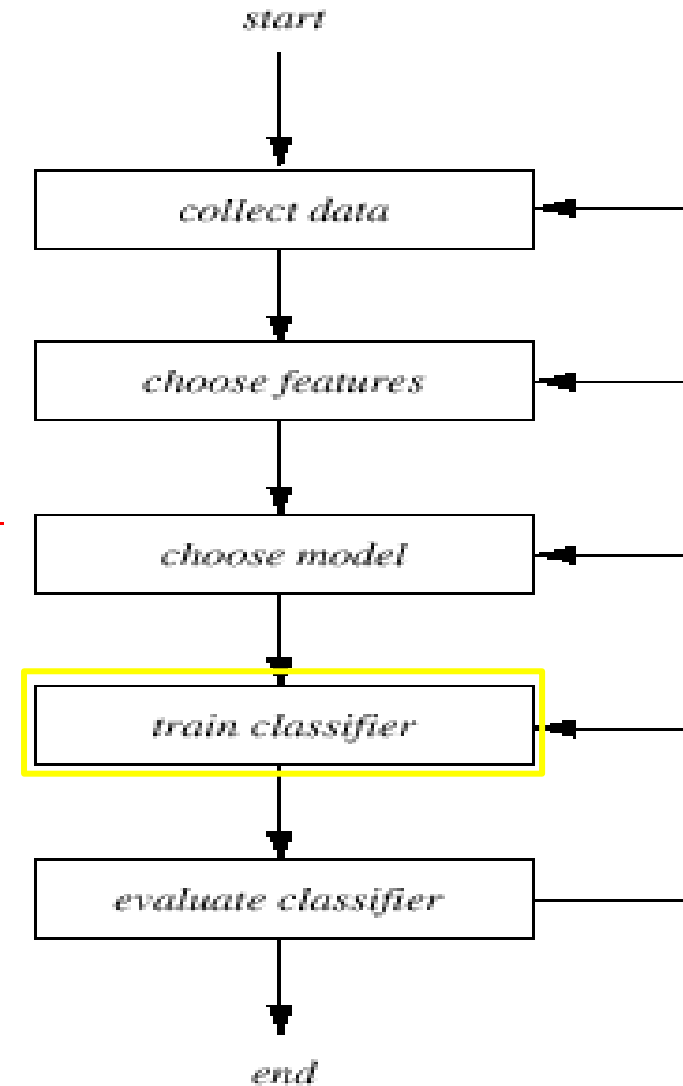 start
collect data
choose features
choose model
train classifier
evaluate classifier
end